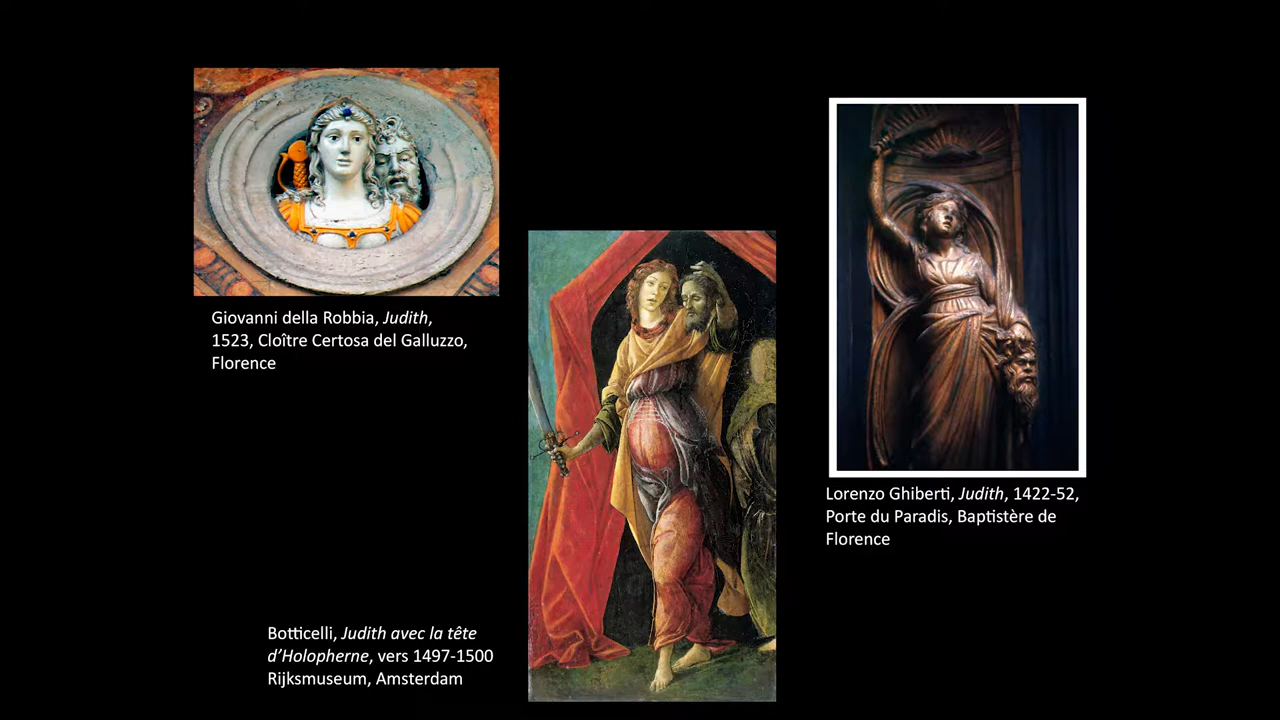 Giovanni della Robbia, Judith,
1523, Cloître Certosa del Galluzzo,
Florence
Lorenzo Ghiberti, Judith, 1422-52,
Porte du Paradis, Baptistère de
Florence
Botticelli, Judith avec la tête
d’Holopherne, vers 1497-1500
Rijksmuseum, Amsterdam